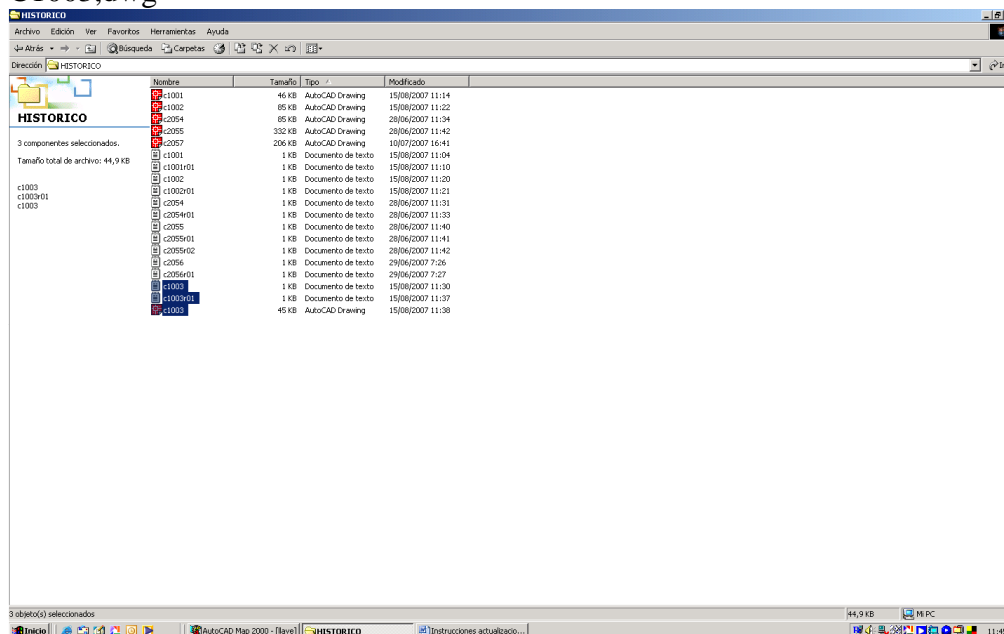 HISTORICO
Archivo Edición Ver Favoritos Herramientas Ayuda
Atrás Búsqueda Carpetas
Dirección HISTORICO
Nombre Tamaño Tipo Modificado
c1001 46 KB AutoCAD Drawing 15/08/2007 11:14
c1002 85 KB AutoCAD Drawing 15/08/2007 11:22
c2054 85 KB AutoCAD Drawing 28/06/2007 11:34
c2055 332 KB AutoCAD Drawing 28/06/2007 11:42
c2057 206 KB AutoCAD Drawing 10/07/2007 16:41
c1001 1 KB Documento de texto 15/08/2007 11:04
c1001r01 1 KB Documento de texto 15/08/2007 11:10
c1002 1 KB Documento de texto 15/08/2007 11:20
c1002r01 1 KB Documento de texto 15/08/2007 11:21
c2054 1 KB Documento de texto 28/06/2007 11:31
c2054r01 1 KB Documento de texto 28/06/2007 11:33
c2055 1 KB Documento de texto 28/06/2007 11:40
c2055r01 1 KB Documento de texto 28/06/2007 11:41
c2055r02 1 KB Documento de texto 28/06/2007 11:42
c2056 1 KB Documento de texto 29/06/2007 7:26
c2056r01 1 KB Documento de texto 29/06/2007 7:27
c1003 1 KB Documento de texto 15/08/2007 11:30
c1003r01 1 KB Documento de texto 15/08/2007 11:37
c1003 45 KB AutoCAD Drawing 15/08/2007 11:38
HISTORICO
3 componentes seleccionados.
Tamaño total de archivo: 44,9 KB
c1003
c1003r01
c1003
3 objeto(s) seleccionados 44,9 KB Mi PC
Inicio AutoCAD Map 2000 - [llave] HISTORICO Instrucciones actualizacio...